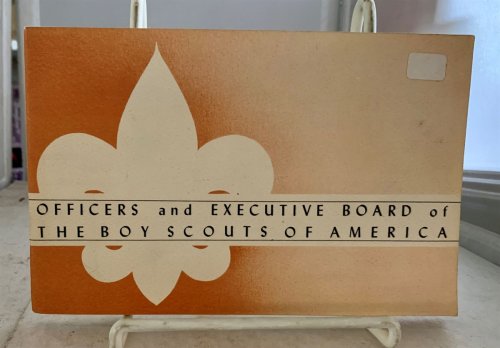 OFFICERS and EXECUTIVE BOARD of
THE BOY SCOUTS OF AMERICA